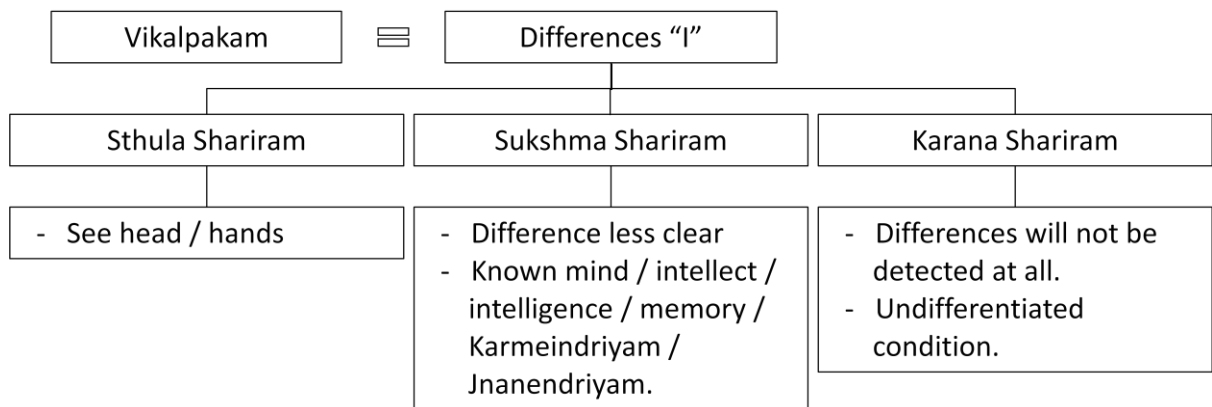 Vikalpakam = Differences “I”
Sthula Shariram
Sukshma Shariram
Karana Shariram
- See head / hands
- Difference less clear
- Known mind / intellect /
intelligence / memory /
Karmeindriyam /
Jnanendriyam.
- Differences will not be
detected at all.
- Undifferentiated
condition.